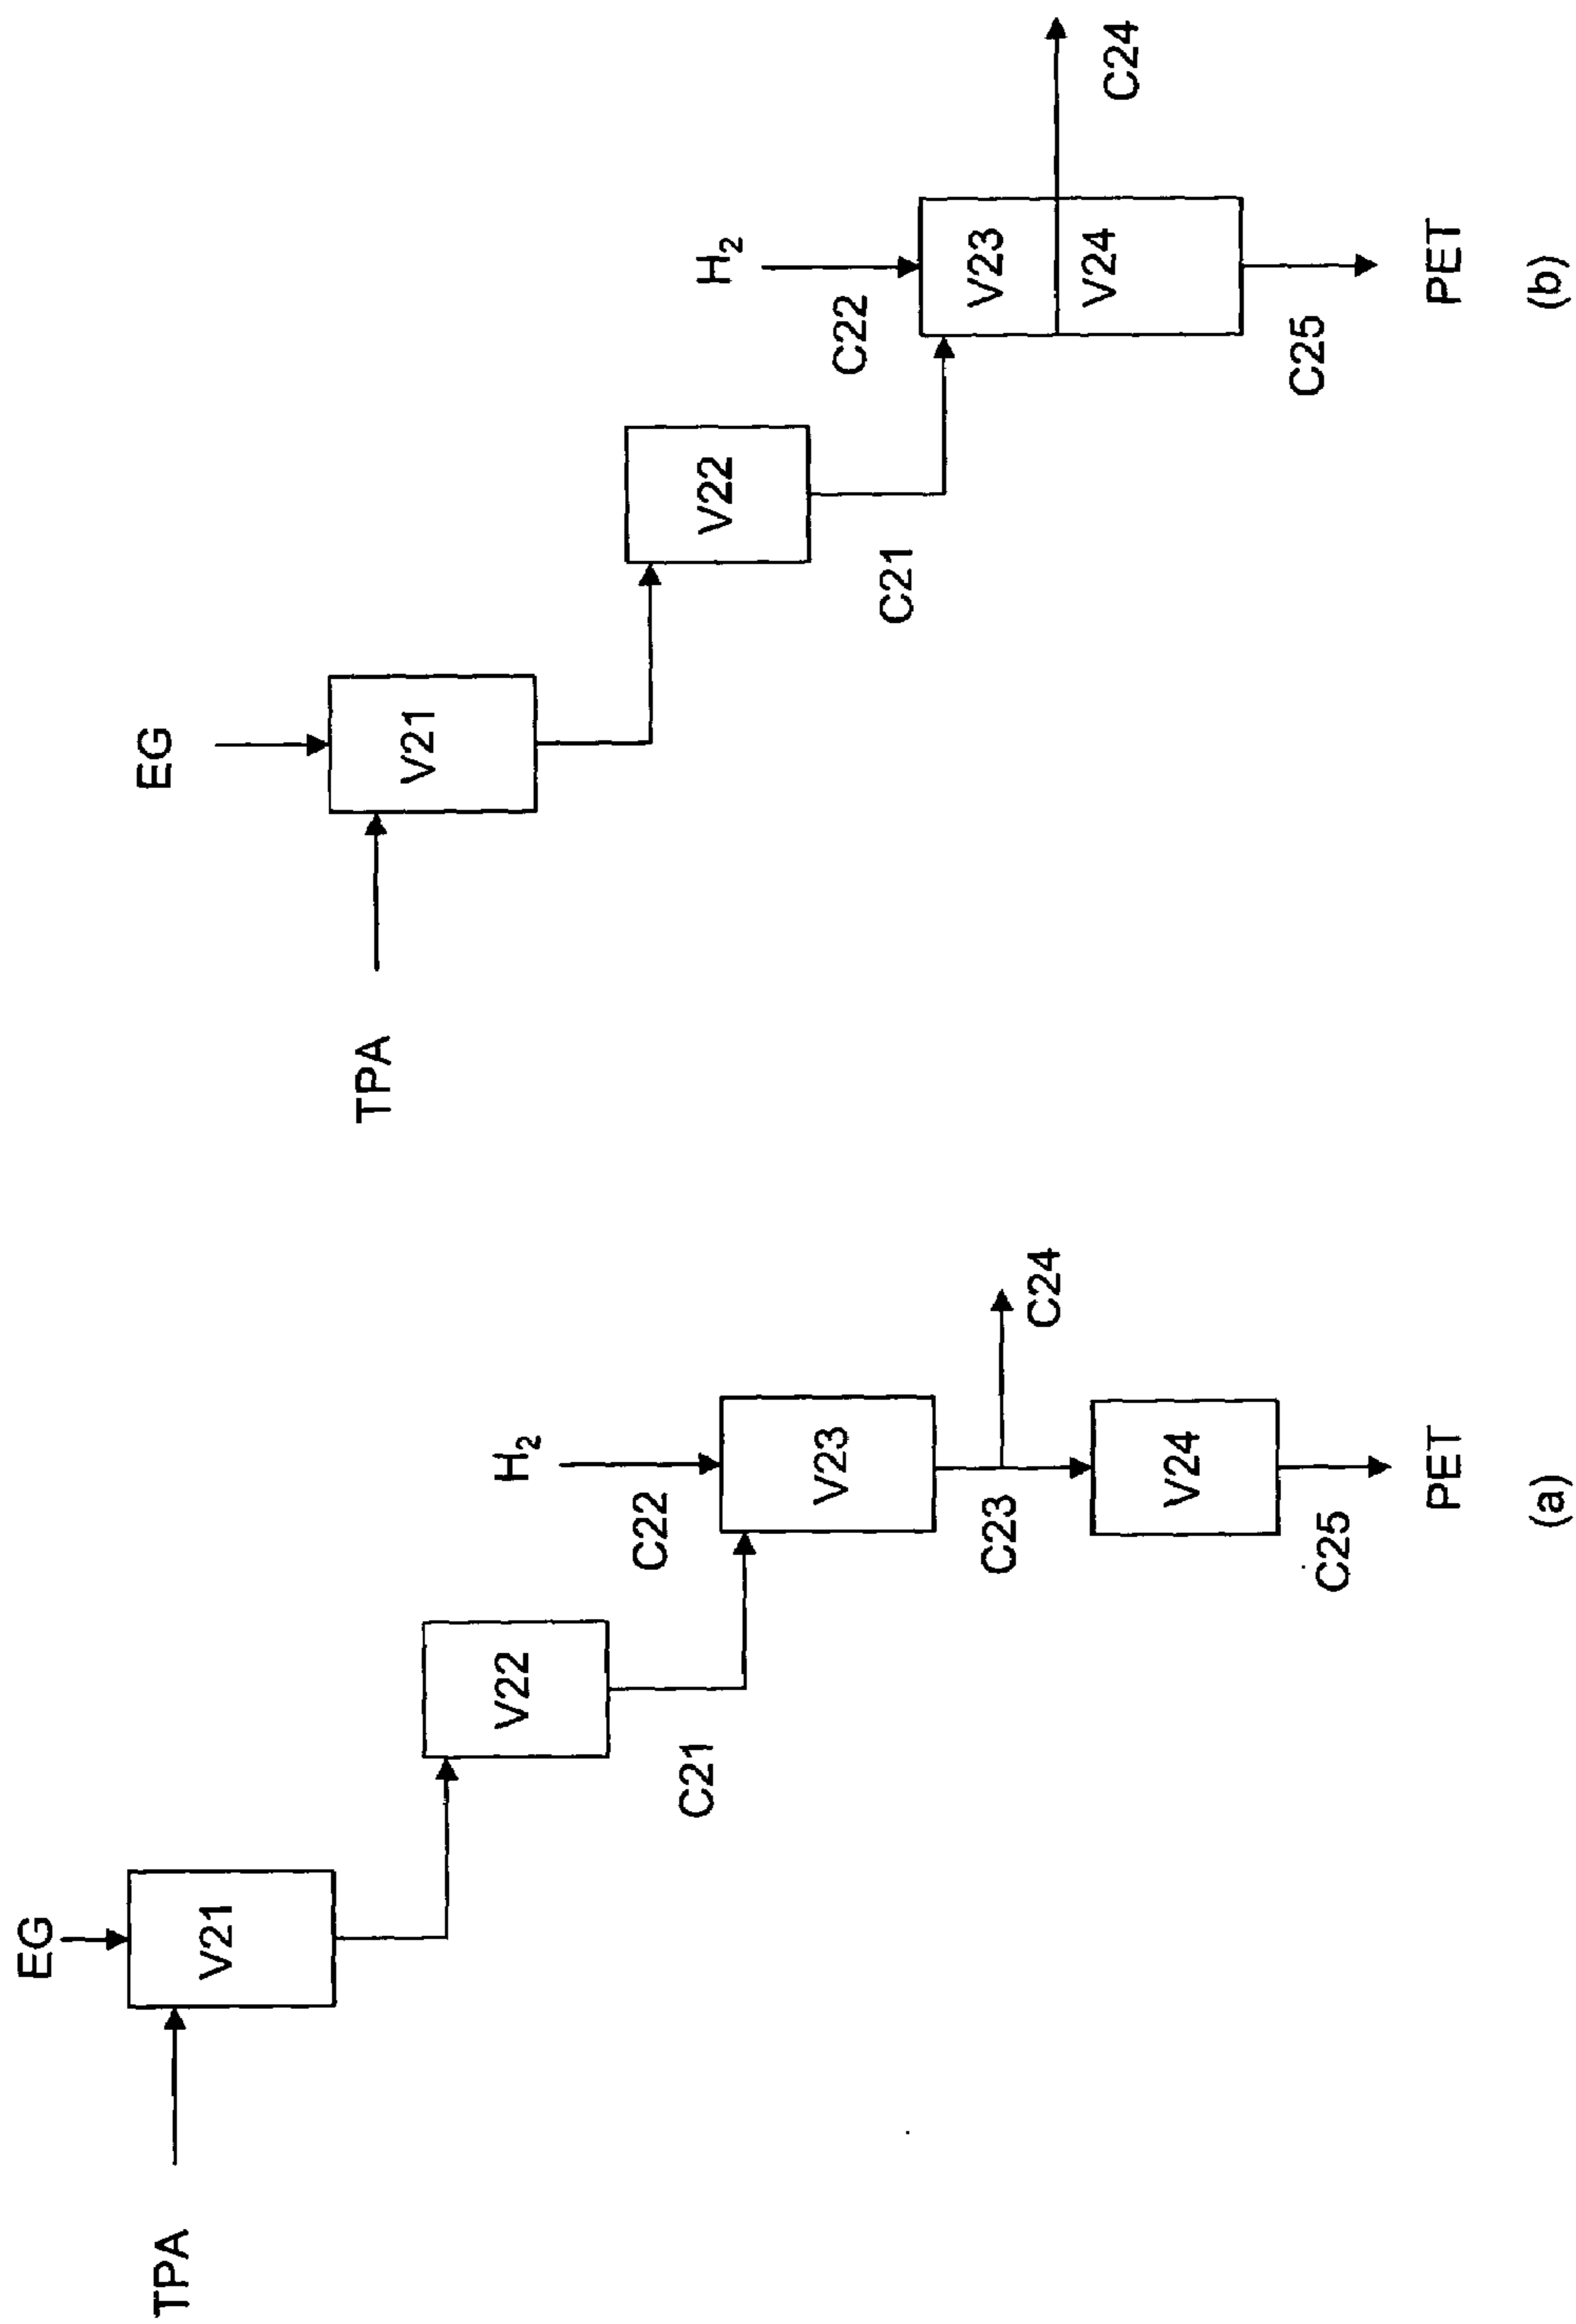 EG
TPA
V21
V22
C21
H₂
C22
V23
C23
C24
V24
C25
PET
(a)
EG
TPA
V21
V22
C21
H₂
C22
V23
C24
V24
C25
PET
(b)